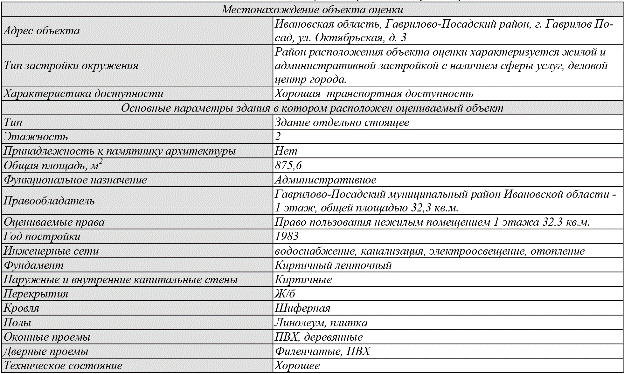 Местонахождение объекта оценки
Адрес объекта
Ивановская область, Гаврилово-Посадский район, г. Гаврилов По-
сад, ул. Октябрьская, д. 3
Тип застройки окружения
Район расположения объекта оценки характеризуется жилой и
административной застройкой с наличием сферы услуг, деловой
центр города.
Характеристика доступности
Хорошая транспортная доступность
Основные параметры здания в котором расположен оцениваемый объект
Тип
Здание отдельно стоящее
Этажность
2
Принадлежность к памятнику архитектуры
Нет
Общая площадь, м2
875,6
Функциональное назначение
Административное
Правообладатель
Гаврилово-Посадский муниципальный район Ивановской области -
1 этаж, общей площадью 32,3 кв.м.
Оцениваемые права
Право пользования нежилым помещением 1 этажа 32,3 кв.м.
Год постройки
1983
Инженерные сети
водоснабжение, канализация, электроосвещение, отопление
Фундамент
Кирпичный ленточный
Наружные и внутренние капитальные стены
Кирпичные
Перекрытия
Ж/б
Кровля
Шиферная
Полы
Линолеум, плитка
Оконные проемы
ПВХ, деревянные
Дверные проемы
Филенчатые, ПВХ
Техническое состояние
Хорошее